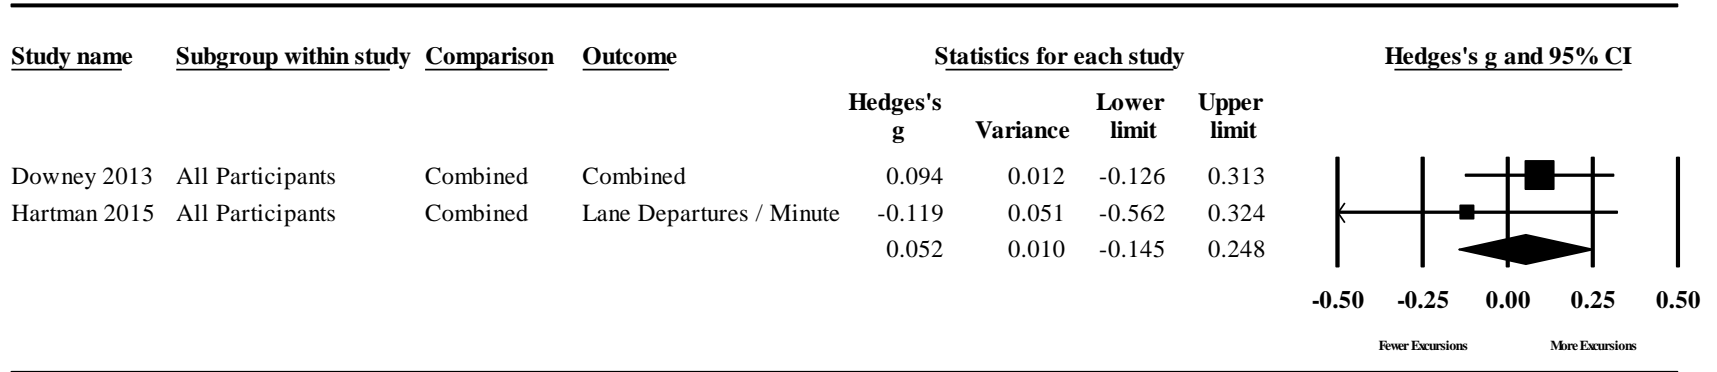 Study name Subgroup within study Comparison Outcome Statistics for each study Hedges's g and 95% CI
Hedges's g Variance Lower limit Upper limit
Downey 2013 All Participants Combined Combined 0.094 0.012 -0.126 0.313
Hartman 2015 All Participants Combined Lane Departures / Minute -0.119 0.051 -0.562 0.324
0.052 0.010 -0.145 0.248
-0.50 -0.25 0.00 0.25 0.50
Fewer Excursions More Excursions